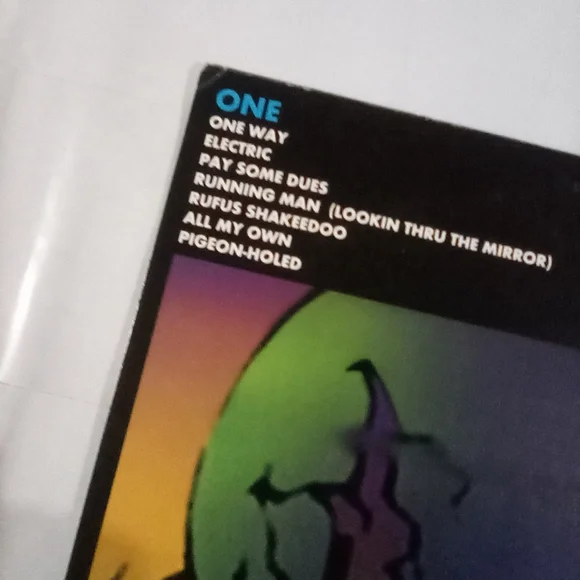 ONE
ONE WAY
ELECTRIC
PAY SOME DUES
RUNNING MAN (LOOKIN THRU THE MIRROR)
RUFUS SHAKEEDOO
ALL MY OWN
PIGEON-HOLED